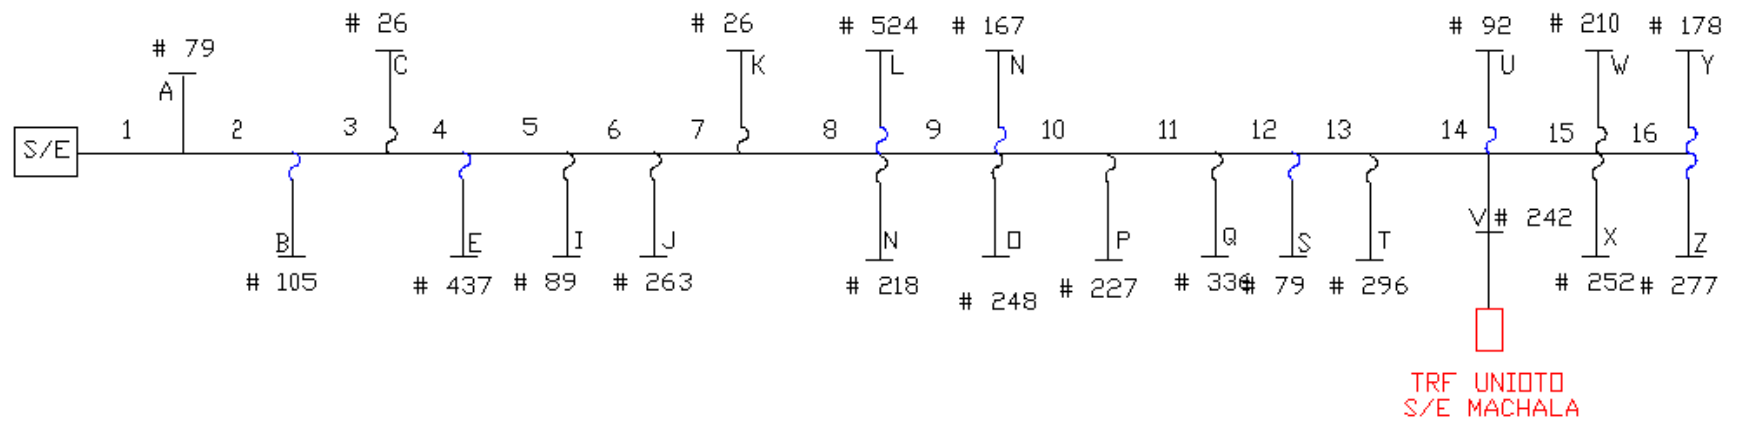 # 26
# 26
# 524
# 167
# 92
# 210
# 178
# 79
C
K
L
N
U
W
Y
A
1
2
3
4
5
6
7
8
9
10
11
12
13
14
15
16
S/E
V # 242
B
E
I
J
N
O
P
Q
S
T
X
Z
# 105
# 437
# 89
# 263
# 218
# 248
# 227
# 336
# 79
# 296
# 252
# 277
TRF UNIOTO
S/E MACHALA